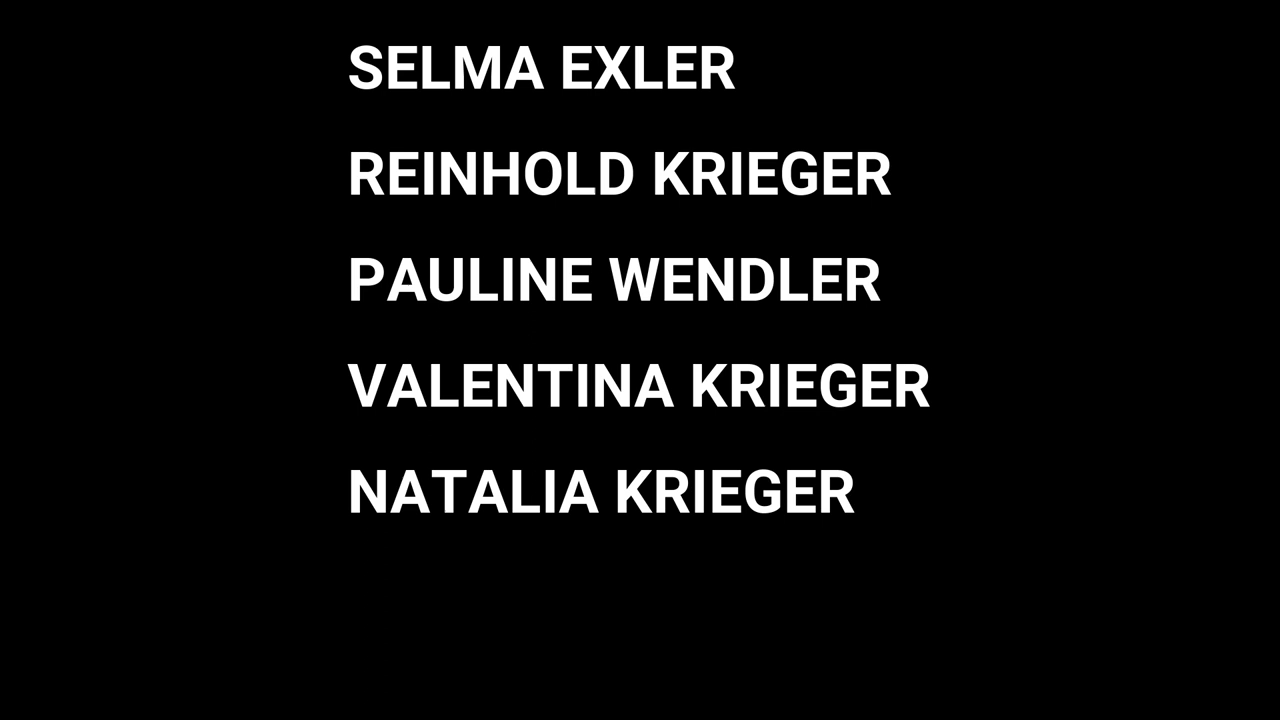 SELMA EXLER
REINHOLD KRIEGER
PAULINE WENDLER
VALENTINA KRIEGER
NATALIA KRIEGER